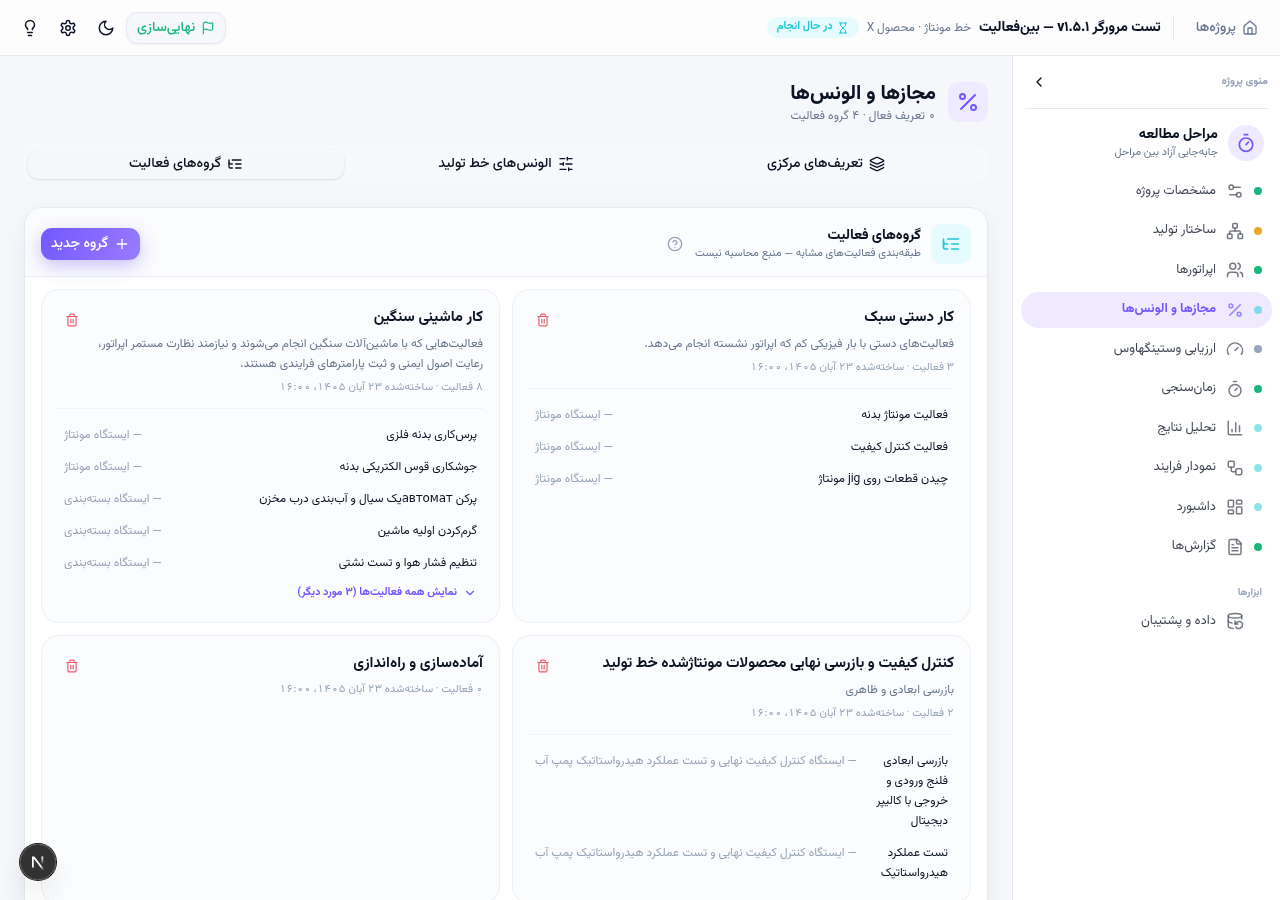 پروژه‌ها
تست مرورگر v1.5.1 — بین‌فعالیت
خط مونتاژ · محصول X
در حال انجام
نهایی‌سازی
منوی پروژه
مراحل مطالعه
جابه‌جایی آزاد بین مراحل
مشخصات پروژه
ساختار تولید
اپراتورها
مجازها و الونس‌ها
ارزیابی وستینگهاوس
زمان‌سنجی
تحلیل نتایج
نمودار فرایند
داشبورد
گزارش‌ها
ابزارها
داده و پشتیبان
مجازها و الونس‌ها
۰ تعریف فعال · ۴ گروه فعالیت
تعریف‌های مرکزی
الونس‌های خط تولید
گروه‌های فعالیت
گروه‌های فعالیت
طبقه‌بندی فعالیت‌های مشابه — منبع محاسبه نیست
گروه جدید
کار دستی سبک
فعالیت‌های دستی با بار فیزیکی کم که اپراتور نشسته انجام می‌دهد.
۳ فعالیت · ساخته‌شده ۲۳ آبان ۱۴۰۵، ۱۶:۰۰
فعالیت مونتاژ بدنه — ایستگاه مونتاژ
فعالیت کنترل کیفیت — ایستگاه مونتاژ
چیدن قطعات روی jig مونتاژ — ایستگاه مونتاژ
کار ماشینی سنگین
فعالیت‌هایی که با ماشین‌آلات سنگین انجام می‌شوند و نیازمند نظارت مستمر اپراتور،
رعایت اصول ایمنی و ثبت پارامترهای فرایندی هستند.
۸ فعالیت · ساخته‌شده ۲۳ آبان ۱۴۰۵، ۱۶:۰۰
پرس‌کاری بدنه فلزی — ایستگاه مونتاژ
جوشکاری قوس الکتریکی بدنه — ایستگاه مونتاژ
پرکن автоматیک سیال و آب‌بندی درب مخزن — ایستگاه بسته‌بندی
گرم‌کردن اولیه ماشین — ایستگاه بسته‌بندی
تنظیم فشار هوا و تست نشتی — ایستگاه بسته‌بندی
نمایش همه فعالیت‌ها (۳ مورد دیگر)
کنترل کیفیت و بازرسی نهایی محصولات مونتاژشده خط تولید
بازرسی ابعادی و ظاهری
۲ فعالیت · ساخته‌شده ۲۳ آبان ۱۴۰۵، ۱۶:۰۰
بازرسی ابعادی — ایستگاه کنترل کیفیت نهایی و تست عملکرد هیدرواستاتیک پمپ آب
فلنج ورودی و
خروجی با کالیپر
دیجیتال
تست عملکرد — ایستگاه کنترل کیفیت نهایی و تست عملکرد هیدرواستاتیک پمپ آب
هیدرواستاتیک
آماده‌سازی و راه‌اندازی
۰ فعالیت · ساخته‌شده ۲۳ آبان ۱۴۰۵، ۱۶:۰۰
N